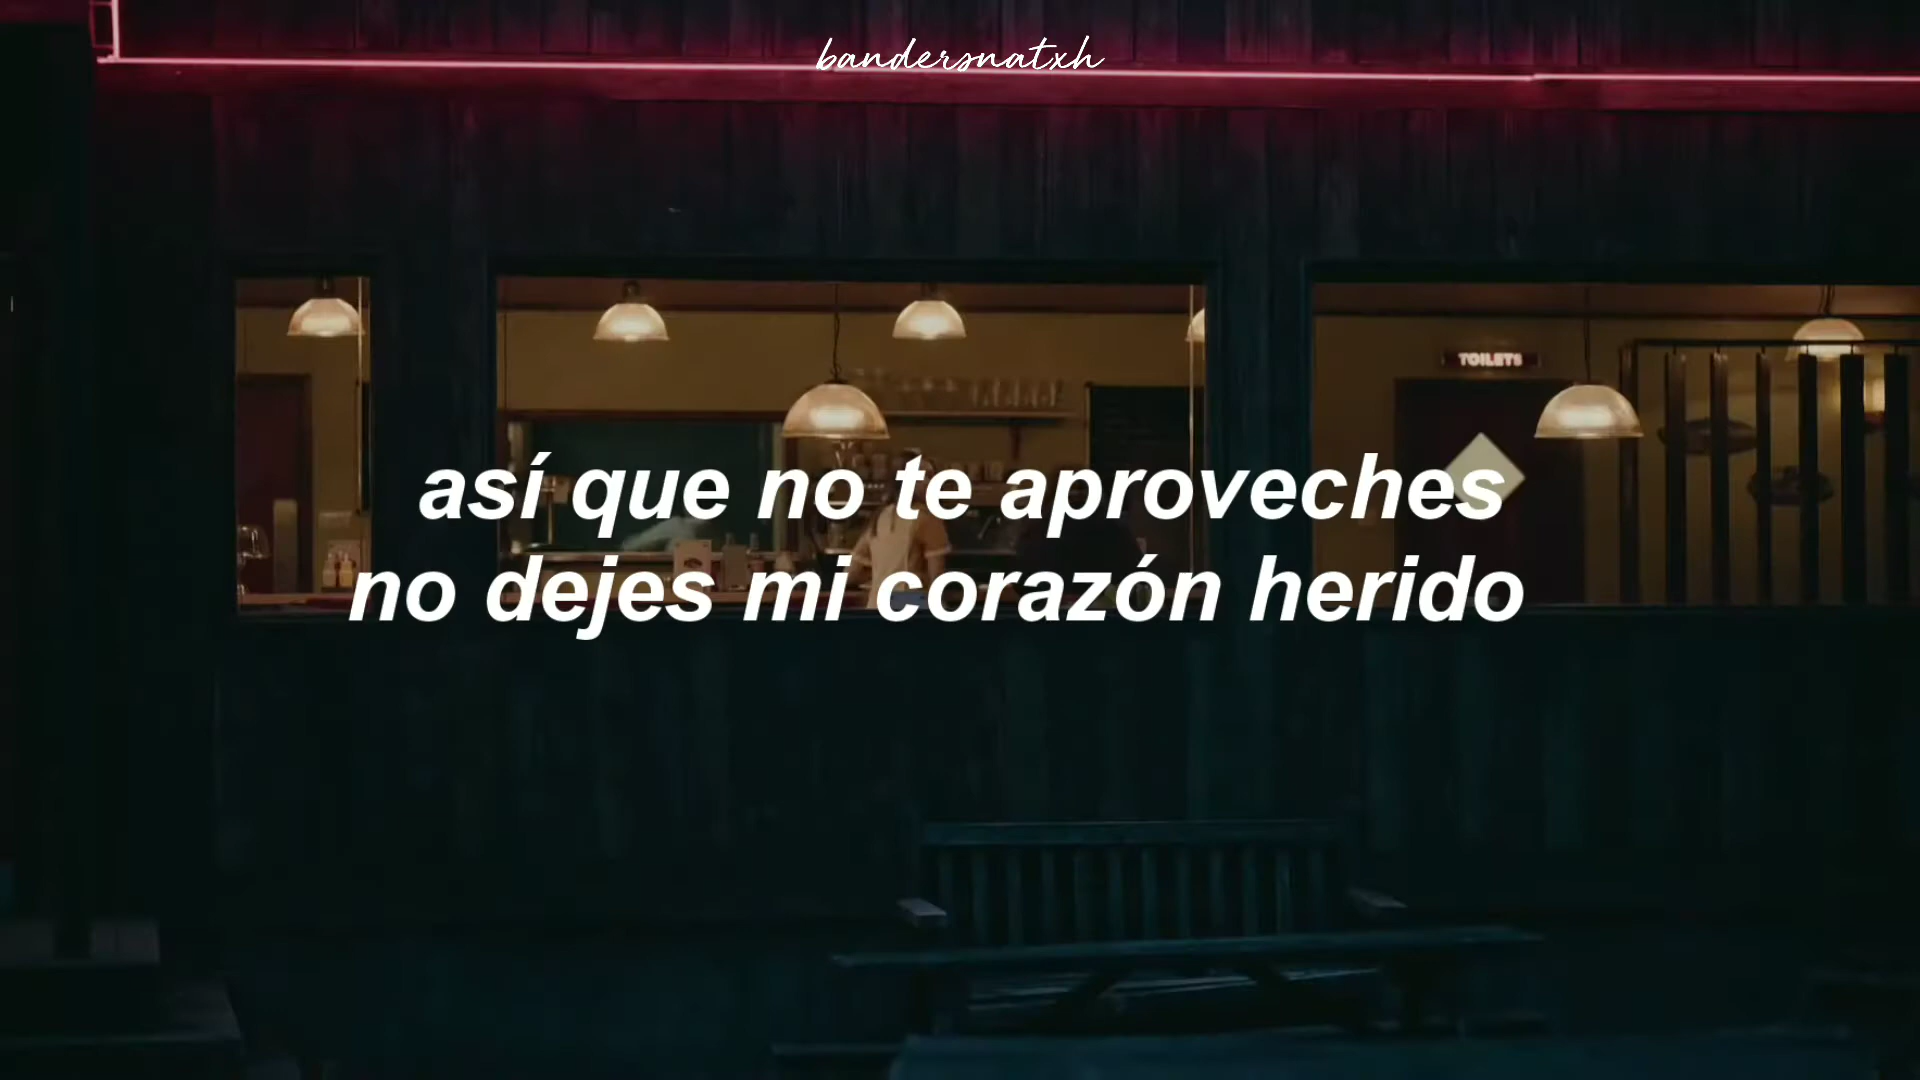 bandersnatxh
TOILETS
así que no te aproveches
no dejes mi corazón herido